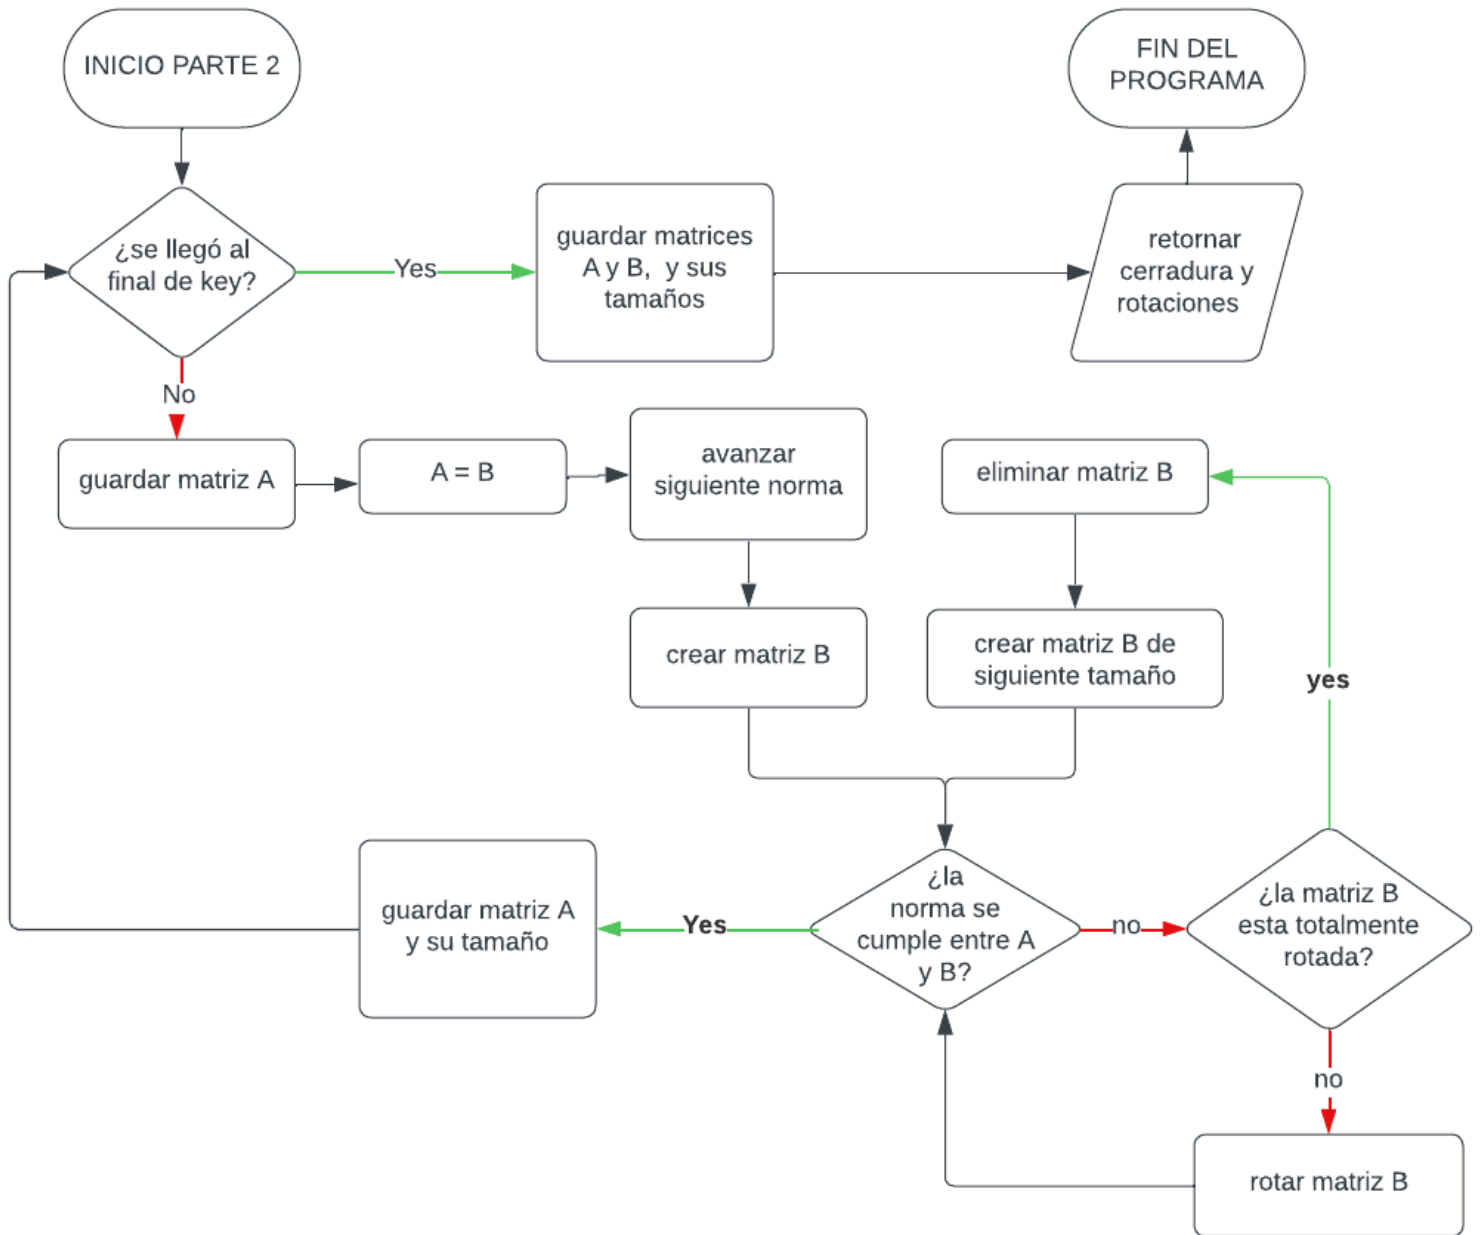 INICIO PARTE 2
FIN DEL
PROGRAMA
¿se llegó al
final de key?
Yes
guardar matrices
A y B, y sus
tamaños
retornar
cerradura y
rotaciones
No
guardar matriz A
A = B
avanzar
siguiente norma
eliminar matriz B
crear matriz B
crear matriz B de
siguiente tamaño
yes
guardar matriz A
y su tamaño
Yes
¿la
norma se
cumple entre A
y B?
no
¿la matriz B
esta totalmente
rotada?
no
rotar matriz B